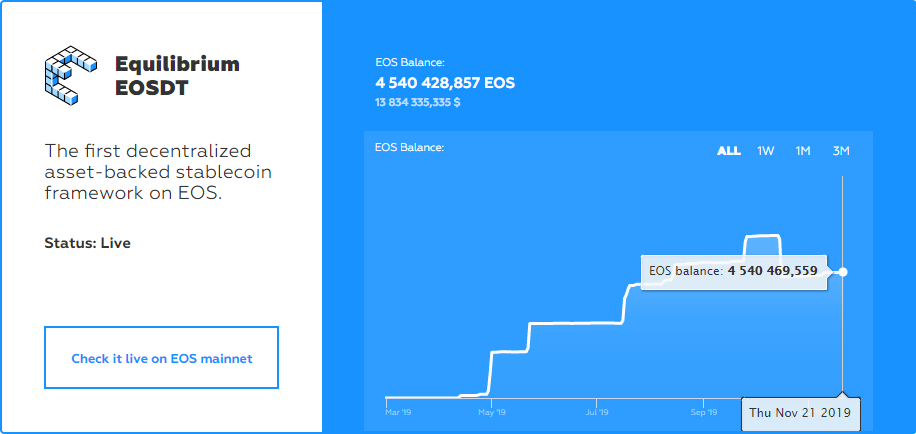 Equilibrium
EOSDT
The first decentralized
asset-backed stablecoin
framework on EOS.
Status: Live
Check it live on EOS mainnet
EOS Balance:
4 540 428,857 EOS
13 834 335,335 $
EOS Balance:
ALL 1W 1M 3M
EOS balance: 4 540 469,559
Mar '19 May '19 Jul '19 Sep '19
Thu Nov 21 2019